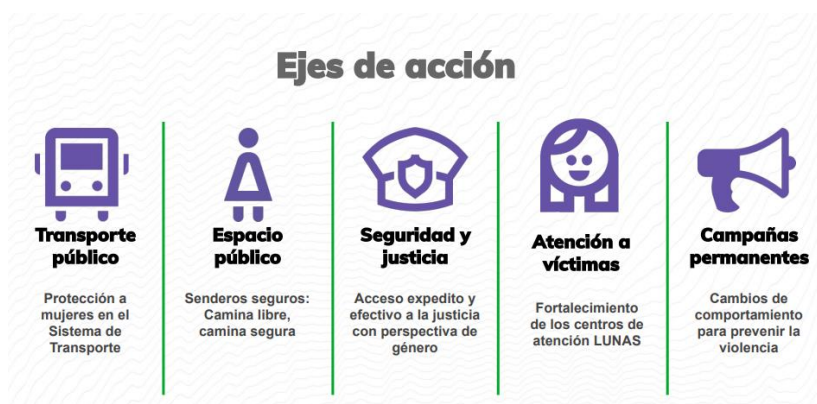 Ejes de acción
Transporte
público
Protección a
mujeres en el
Sistema de
Transporte
Espacio
público
Senderos seguros:
Camina libre,
camina segura
Seguridad y
justicia
Acceso expedito y
efectivo a la justicia
con perspectiva de
género
Atención a
víctimas
Fortalecimiento
de los centros de
atención LUNAS
Campañas
permanentes
Cambios de
comportamiento
para prevenir la
violencia